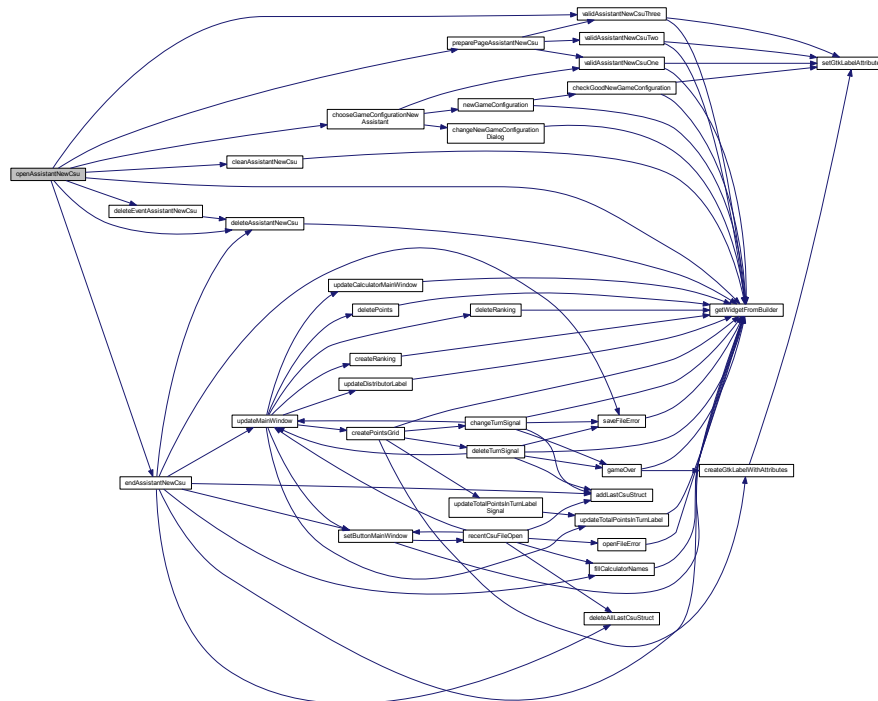 validAssistantNewCsuThree
preparePageAssistantNewCsu
validAssistantNewCsuTwo
validAssistantNewCsuOne
setGtkLabelAttribute
checkGoodNewGameConfiguration
newGameConfiguration
chooseGameConfigurationNew
Assistant
changeNewGameConfiguration
Dialog
openAssistantNewCsu
cleanAssistantNewCsu
deleteEventAssistantNewCsu
deleteAssistantNewCsu
updateCalculatorMainWindow
deletePoints
deleteRanking
getWidgetFromBuilder
createRanking
updateDistributorLabel
updateMainWindow
createPointsGrid
changeTurnSignal
saveFileError
deleteTurnSignal
gameOver
createGtkLabelWithAttributes
endAssistantNewCsu
addLastCsuStruct
updateTotalPointsInTurnLabel
Signal
updateTotalPointsInTurnLabel
setButtonMainWindow
recentCsuFileOpen
openFileError
fillCalculatorNames
deleteAllLastCsuStruct